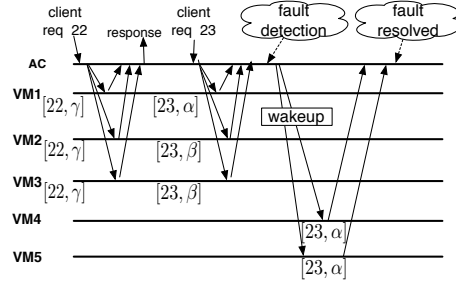 client
req 22
response
client
req 23
fault
detection
fault
resolved
AC
VM1
[22, γ]
[23, α]
wakeup
VM2
[22, γ]
[23, β]
VM3
[22, γ]
[23, β]
VM4
[23, α]
VM5
[23, α]